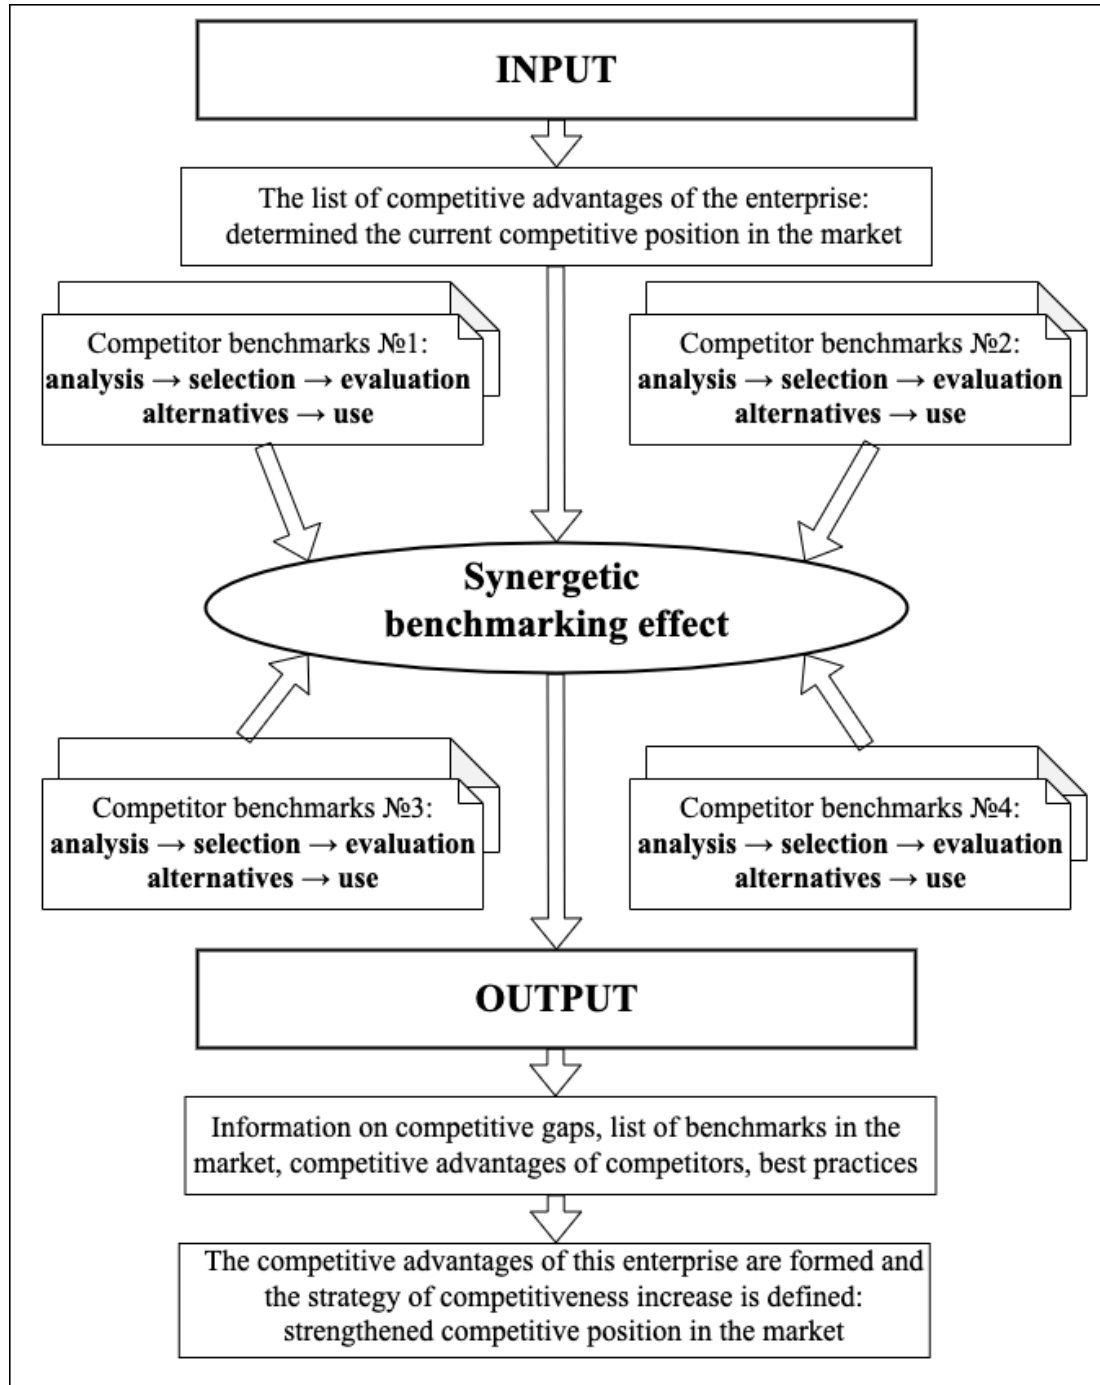 INPUT
The list of competitive advantages of the enterprise:
determined the current competitive position in the market
Competitor benchmarks №1:
analysis → selection → evaluation
alternatives → use
Competitor benchmarks №2:
analysis → selection → evaluation
alternatives → use
Synergetic
benchmarking effect
Competitor benchmarks №3:
analysis → selection → evaluation
alternatives → use
Competitor benchmarks №4:
analysis → selection → evaluation
alternatives → use
OUTPUT
Information on competitive gaps, list of benchmarks in the
market, competitive advantages of competitors, best practices
The competitive advantages of this enterprise are formed and
the strategy of competitiveness increase is defined:
strengthened competitive position in the market